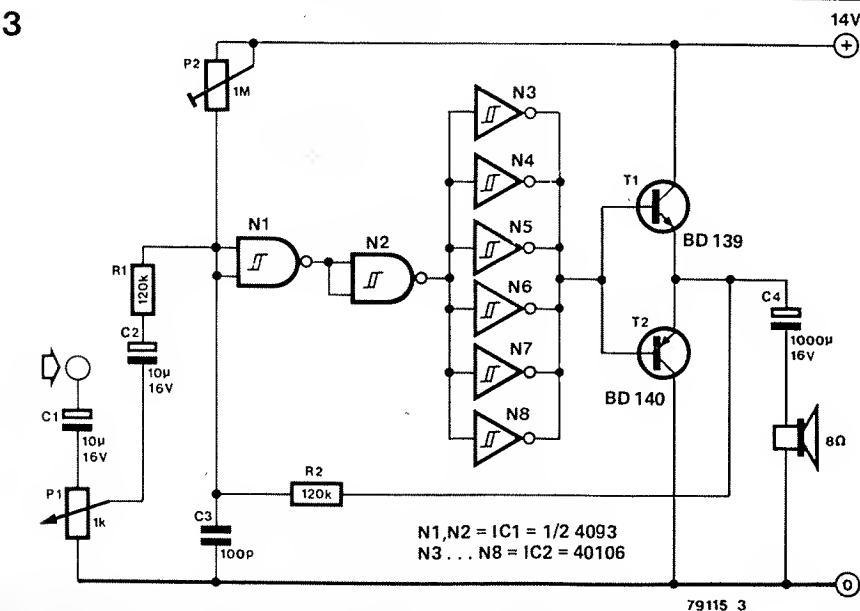 3
14V
+
P2
1M
N3
N4
N5
N6
N7
N8
N1
N2
T1
BD 139
T2
BD 140
R1
120k
C2
10µ
16V
C1
10µ
16V
P1
1k
C3
100p
R2
120k
C4
1000µ
16V
8Ω
N1,N2 = IC1 = 1/2 4093
N3 . . . N8 = IC2 = 40106
0
79115 3